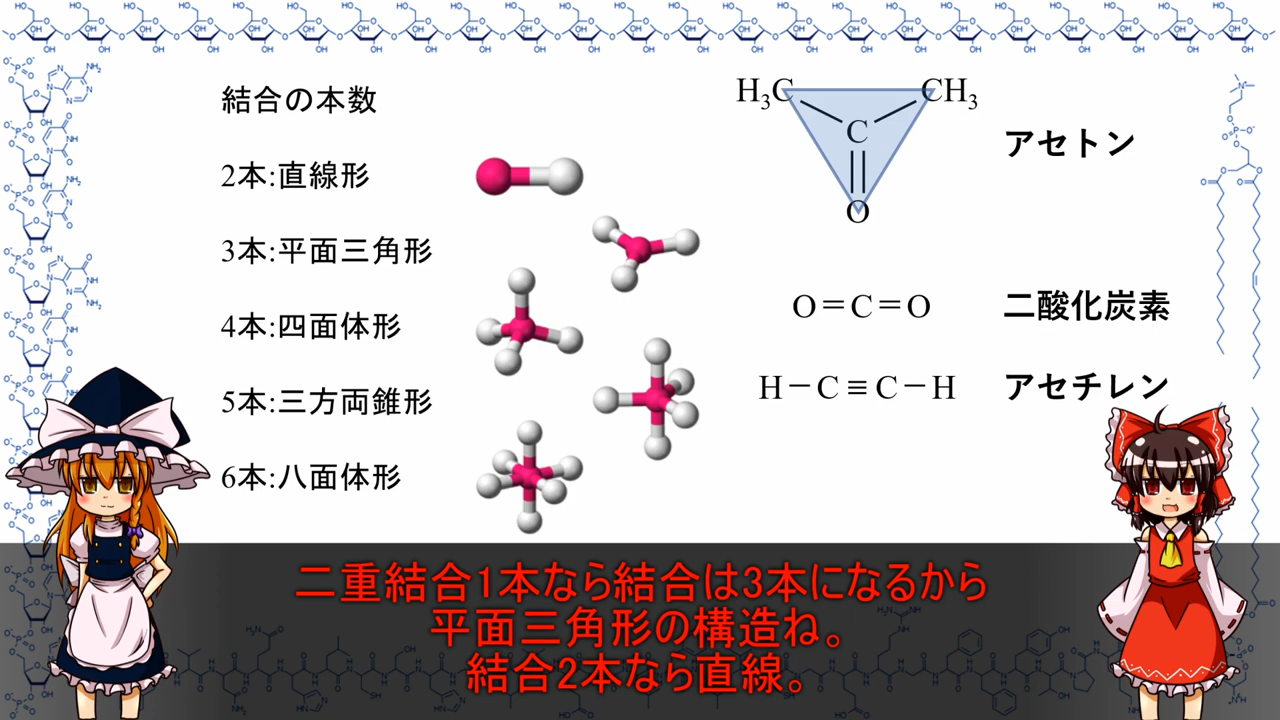 結合の本数
2本:直線形
3本:平面三角形
4本:四面体形
5本:三方両錐形
6本:八面体形
H₃C CH₃
C
O
アセトン
O=C=O 二酸化炭素
H−C≡C−H アセチレン
二重結合1本なら結合は3本になるから
平面三角形の構造ね。
結合2本なら直線。